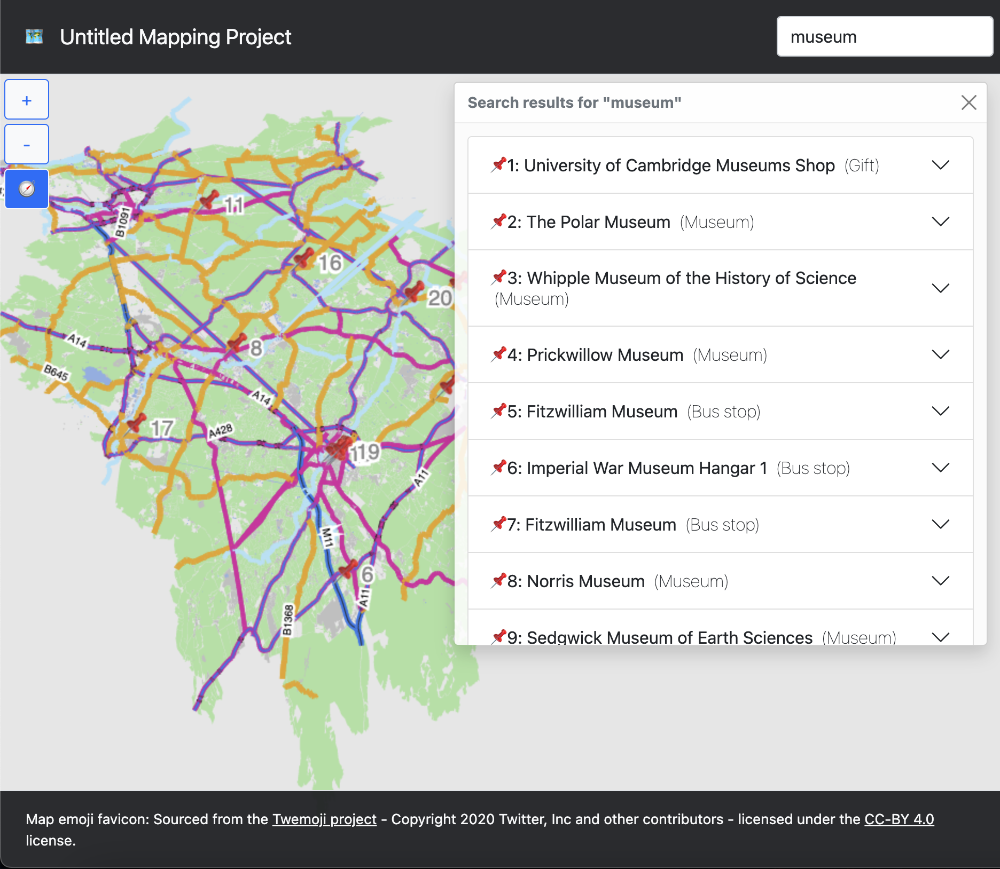 Untitled Mapping Project
museum
+
-
Search results for "museum"
1: University of Cambridge Museums Shop (Gift)
2: The Polar Museum (Museum)
3: Whipple Museum of the History of Science
(Museum)
4: Prickwillow Museum (Museum)
5: Fitzwilliam Museum (Bus stop)
6: Imperial War Museum Hangar 1 (Bus stop)
7: Fitzwilliam Museum (Bus stop)
8: Norris Museum (Museum)
9: Sedgwick Museum of Earth Sciences (Museum)
11
B1091
16
20
A14
8
B645
A14
17
A428
119
A11
M11
6
A11
B1368
Map emoji favicon: Sourced from the Twemoji project - Copyright 2020 Twitter, Inc and other contributors - licensed under the CC-BY 4.0
license.